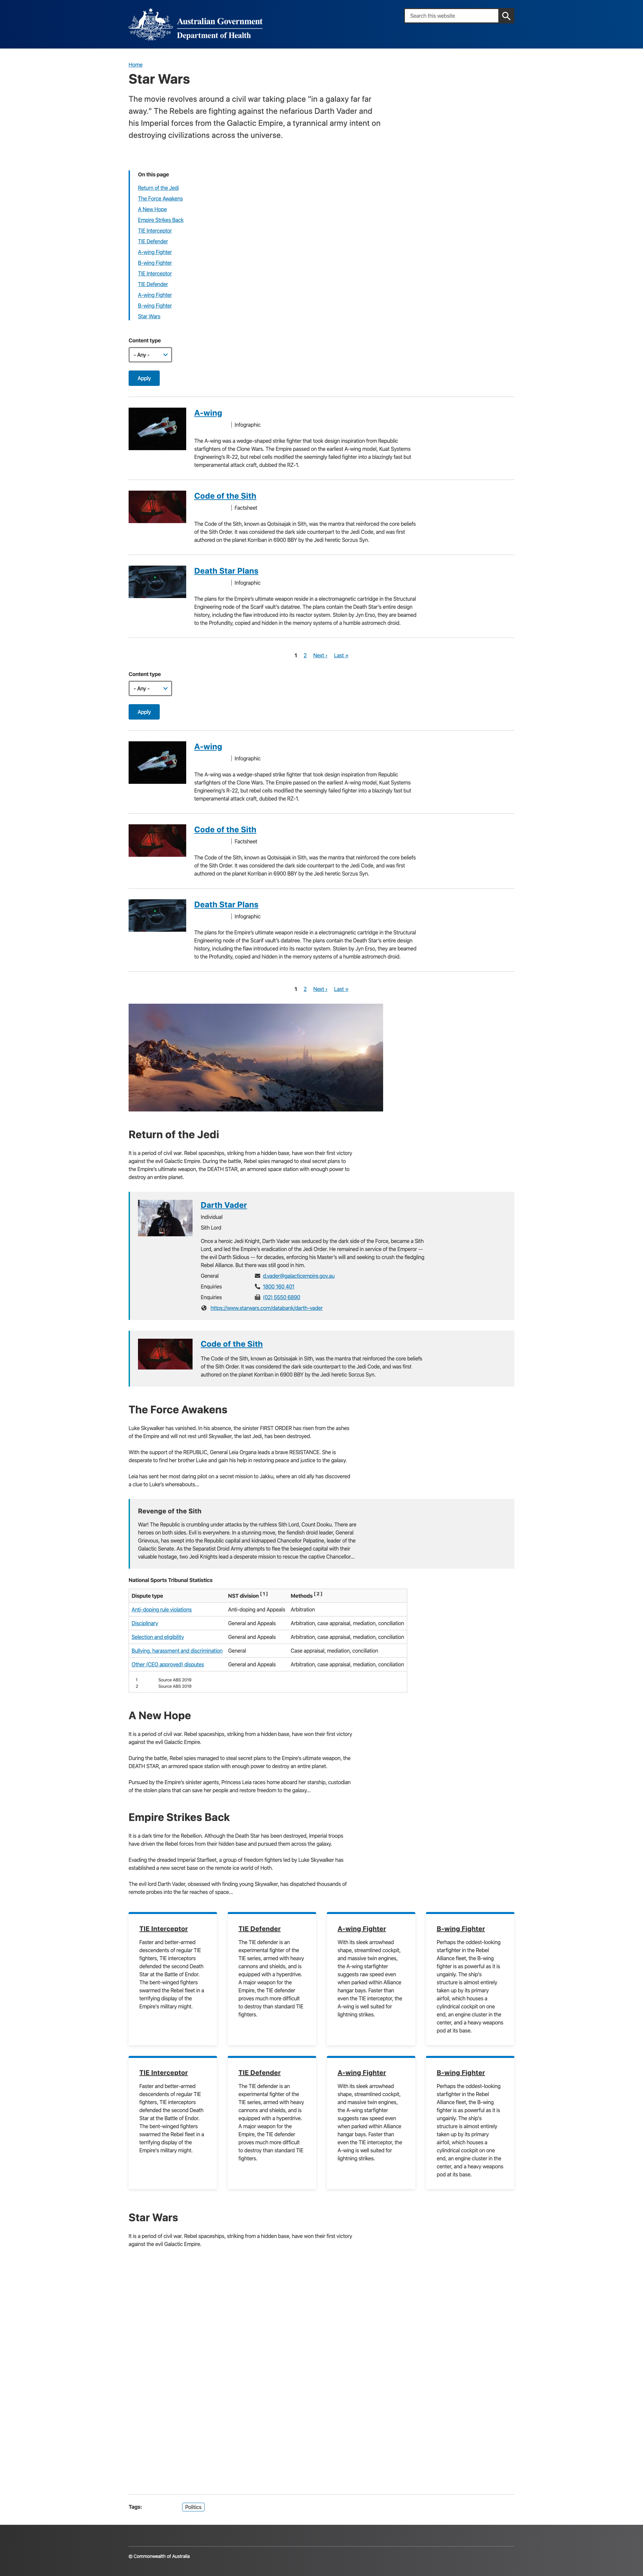 Australian Government
Department of Health
Search this website
Home
Star Wars
The movie revolves around a civil war taking place "in a galaxy far far
away." The Rebels are fighting against the nefarious Darth Vader and
his Imperial forces from the Galactic Empire, a tyrannical army intent on
destroying civilizations across the universe.
On this page
Return of the Jedi
The Force Awakens
A New Hope
Empire Strikes Back
TIE Interceptor
TIE Defender
A-wing Fighter
B-wing Fighter
TIE Interceptor
TIE Defender
A-wing Fighter
B-wing Fighter
Star Wars
Content type
- Any -
Apply
A-wing
Infographic
The A-wing was a wedge-shaped strike fighter that took design inspiration from Republic
starfighters of the Clone Wars. The Empire passed on the earliest A-wing model, Kuat Systems
Engineering's R-22, but rebel cells modified the seemingly failed fighter into a blazingly fast but
temperamental attack craft, dubbed the RZ-1.
Code of the Sith
Factsheet
The Code of the Sith, known as Qotsisajak in Sith, was the mantra that reinforced the core beliefs
of the Sith Order. It was considered the dark side counterpart to the Jedi Code, and was first
authored on the planet Korriban in 6900 BBY by the Jedi heretic Sorzus Syn.
Death Star Plans
Infographic
The plans for the Empire's ultimate weapon reside in a electromagnetic cartridge in the Structural
Engineering node of the Scarif vault's datatree. The plans contain the Death Star's entire design
history, including the flaw introduced into its reactor system. Stolen by Jyn Erso, they are beamed
to the Profundity, copied and hidden in the memory systems of a humble astromech droid.
1 2 Next › Last »
Content type
- Any -
Apply
A-wing
Infographic
The A-wing was a wedge-shaped strike fighter that took design inspiration from Republic
starfighters of the Clone Wars. The Empire passed on the earliest A-wing model, Kuat Systems
Engineering's R-22, but rebel cells modified the seemingly failed fighter into a blazingly fast but
temperamental attack craft, dubbed the RZ-1.
Code of the Sith
Factsheet
The Code of the Sith, known as Qotsisajak in Sith, was the mantra that reinforced the core beliefs
of the Sith Order. It was considered the dark side counterpart to the Jedi Code, and was first
authored on the planet Korriban in 6900 BBY by the Jedi heretic Sorzus Syn.
Death Star Plans
Infographic
The plans for the Empire's ultimate weapon reside in a electromagnetic cartridge in the Structural
Engineering node of the Scarif vault's datatree. The plans contain the Death Star's entire design
history, including the flaw introduced into its reactor system. Stolen by Jyn Erso, they are beamed
to the Profundity, copied and hidden in the memory systems of a humble astromech droid.
1 2 Next › Last »
Return of the Jedi
It is a period of civil war. Rebel spaceships, striking from a hidden base, have won their first victory
against the evil Galactic Empire. During the battle, Rebel spies managed to steal secret plans to
the Empire's ultimate weapon, the DEATH STAR, an armored space station with enough power to
destroy an entire planet.
Darth Vader
Individual
Sith Lord
Once a heroic Jedi Knight, Darth Vader was seduced by the dark side of the Force, became a Sith
Lord, and led the Empire's eradication of the Jedi Order. He remained in service of the Emperor --
the evil Darth Sidious -- for decades, enforcing his Master's will and seeking to crush the fledgling
Rebel Alliance. But there was still good in him.
General d.vader@galacticempire.gov.au
Enquiries 1800 160 401
Enquiries (02) 5550 6890
https://www.starwars.com/databank/darth-vader
Code of the Sith
The Code of the Sith, known as Qotsisajak in Sith, was the mantra that reinforced the core beliefs
of the Sith Order. It was considered the dark side counterpart to the Jedi Code, and was first
authored on the planet Korriban in 6900 BBY by the Jedi heretic Sorzus Syn.
The Force Awakens
Luke Skywalker has vanished. In his absence, the sinister FIRST ORDER has risen from the ashes
of the Empire and will not rest until Skywalker, the last Jedi, has been destroyed.
With the support of the REPUBLIC, General Leia Organa leads a brave RESISTANCE. She is
desperate to find her brother Luke and gain his help in restoring peace and justice to the galaxy.
Leia has sent her most daring pilot on a secret mission to Jakku, where an old ally has discovered
a clue to Luke's whereabouts...
Revenge of the Sith
War! The Republic is crumbling under attacks by the ruthless Sith Lord, Count Dooku. There are
heroes on both sides. Evil is everywhere. In a stunning move, the fiendish droid leader, General
Grievous, has swept into the Republic capital and kidnapped Chancellor Palpatine, leader of the
Galactic Senate. As the Separatist Droid Army attempts to flee the besieged capital with their
valuable hostage, two Jedi Knights lead a desperate mission to rescue the captive Chancellor...
National Sports Tribunal Statistics
Dispute type NST division [ 1 ] Methods [ 2 ]
Anti-doping rule violations Anti-doping and Appeals Arbitration
Disciplinary General and Appeals Arbitration, case appraisal, mediation, conciliation
Selection and eligibility General and Appeals Arbitration, case appraisal, mediation, conciliation
Bullying, harassment and discrimination General Case appraisal, mediation, conciliation
Other (CEO approved) disputes General and Appeals Arbitration, case appraisal, mediation, conciliation
1 Source ABS 2019
2 Source ABS 2019
A New Hope
It is a period of civil war. Rebel spaceships, striking from a hidden base, have won their first victory
against the evil Galactic Empire.
During the battle, Rebel spies managed to steal secret plans to the Empire's ultimate weapon, the
DEATH STAR, an armored space station with enough power to destroy an entire planet.
Pursued by the Empire's sinister agents, Princess Leia races home aboard her starship, custodian
of the stolen plans that can save her people and restore freedom to the galaxy...
Empire Strikes Back
It is a dark time for the Rebellion. Although the Death Star has been destroyed, Imperial troops
have driven the Rebel forces from their hidden base and pursued them across the galaxy.
Evading the dreaded Imperial Starfleet, a group of freedom fighters led by Luke Skywalker has
established a new secret base on the remote ice world of Hoth.
The evil lord Darth Vader, obsessed with finding young Skywalker, has dispatched thousands of
remote probes into the far reaches of space...
TIE Interceptor
Faster and better-armed
descendents of regular TIE
fighters, TIE interceptors
defended the second Death
Star at the Battle of Endor.
The bent-winged fighters
swarmed the Rebel fleet in a
terrifying display of the
Empire's military might.
TIE Defender
The TIE defender is an
experimental fighter of the
TIE series, armed with heavy
cannons and shields, and is
equipped with a hyperdrive.
A major weapon for the
Empire, the TIE defender
proves much more difficult
to destroy than standard TIE
fighters.
A-wing Fighter
With its sleek arrowhead
shape, streamlined cockpit,
and massive twin engines,
the A-wing starfighter
suggests raw speed even
when parked within Alliance
hangar bays. Faster than
even the TIE interceptor, the
A-wing is well suited for
lightning strikes.
B-wing Fighter
Perhaps the oddest-looking
starfighter in the Rebel
Alliance fleet, the B-wing
fighter is as powerful as it is
ungainly. The ship's
structure is almost entirely
taken up by its primary
airfoil, which houses a
cylindrical cockpit on one
end, an engine cluster in the
center, and a heavy weapons
pod at its base.
TIE Interceptor
Faster and better-armed
descendents of regular TIE
fighters, TIE interceptors
defended the second Death
Star at the Battle of Endor.
The bent-winged fighters
swarmed the Rebel fleet in a
terrifying display of the
Empire's military might.
TIE Defender
The TIE defender is an
experimental fighter of the
TIE series, armed with heavy
cannons and shields, and is
equipped with a hyperdrive.
A major weapon for the
Empire, the TIE defender
proves much more difficult
to destroy than standard TIE
fighters.
A-wing Fighter
With its sleek arrowhead
shape, streamlined cockpit,
and massive twin engines,
the A-wing starfighter
suggests raw speed even
when parked within Alliance
hangar bays. Faster than
even the TIE interceptor, the
A-wing is well suited for
lightning strikes.
B-wing Fighter
Perhaps the oddest-looking
starfighter in the Rebel
Alliance fleet, the B-wing
fighter is as powerful as it is
ungainly. The ship's
structure is almost entirely
taken up by its primary
airfoil, which houses a
cylindrical cockpit on one
end, an engine cluster in the
center, and a heavy weapons
pod at its base.
Star Wars
It is a period of civil war. Rebel spaceships, striking from a hidden base, have won their first victory
against the evil Galactic Empire.
Tags: Politics
© Commonwealth of Australia